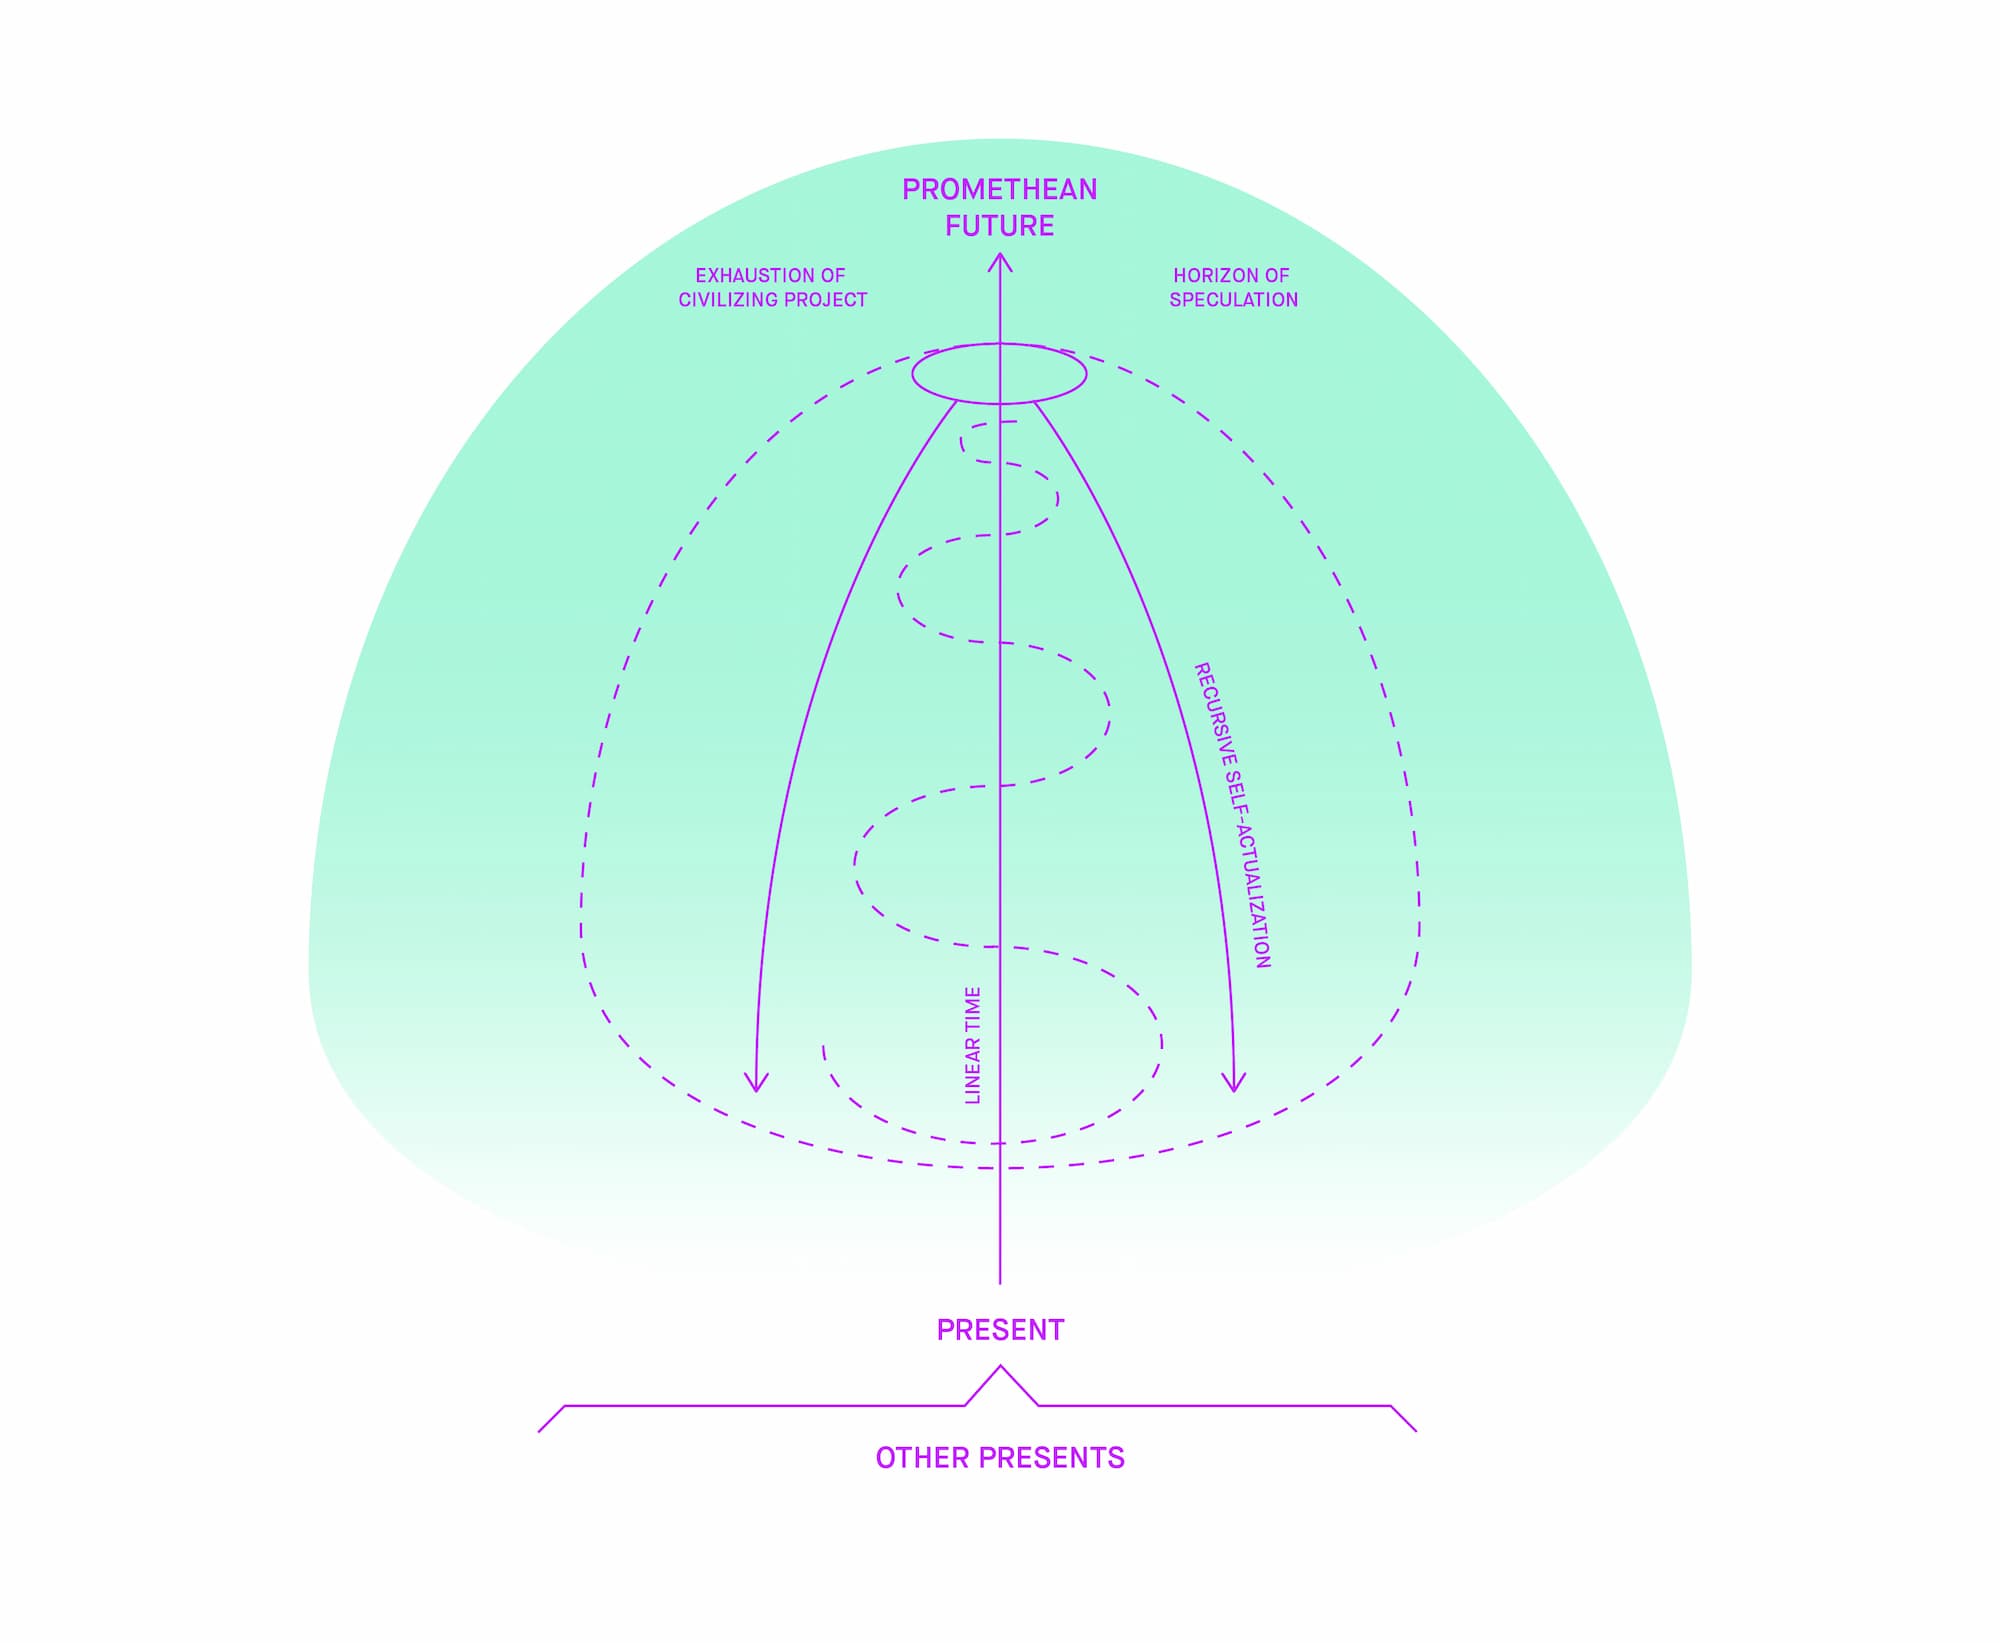 PROMETHEAN
FUTURE
EXHAUSTION OF
CIVILIZING PROJECT
HORIZON OF
SPECULATION
RECURSIVE SELF-ACTUALIZATION
LINEAR TIME
PRESENT
OTHER PRESENTS